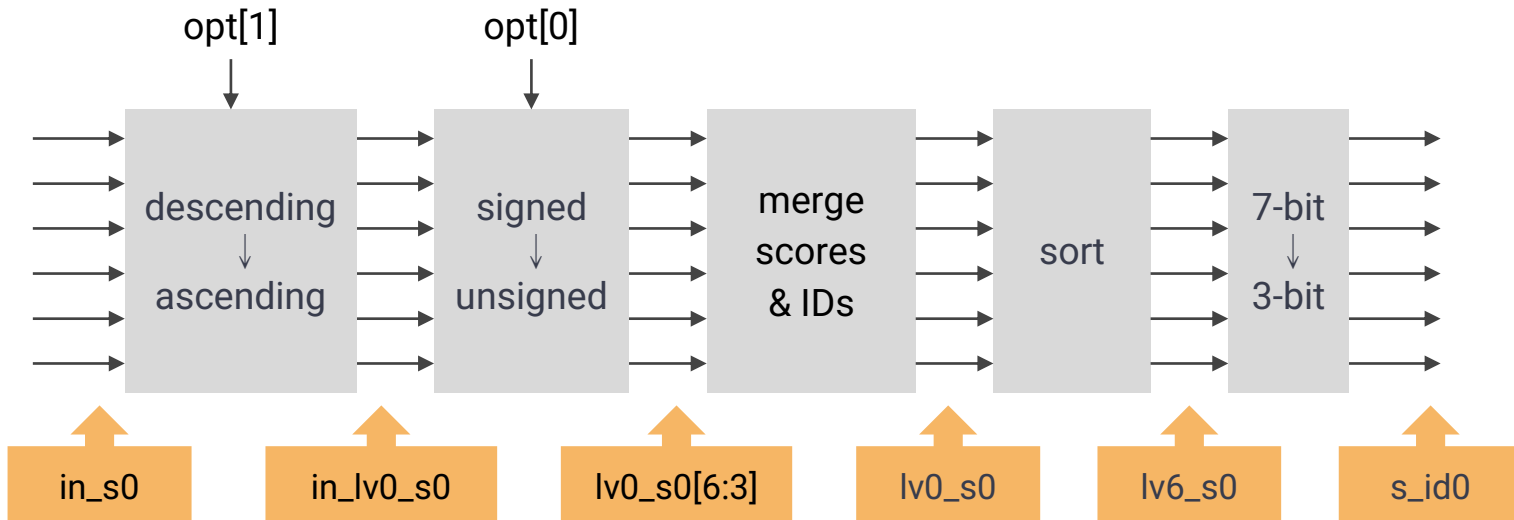 opt[1]
opt[0]
descending
ascending
signed
unsigned
merge
scores
& IDs
sort
7-bit
3-bit
in_s0
in_lv0_s0
lv0_s0[6:3]
lv0_s0
lv6_s0
s_id0